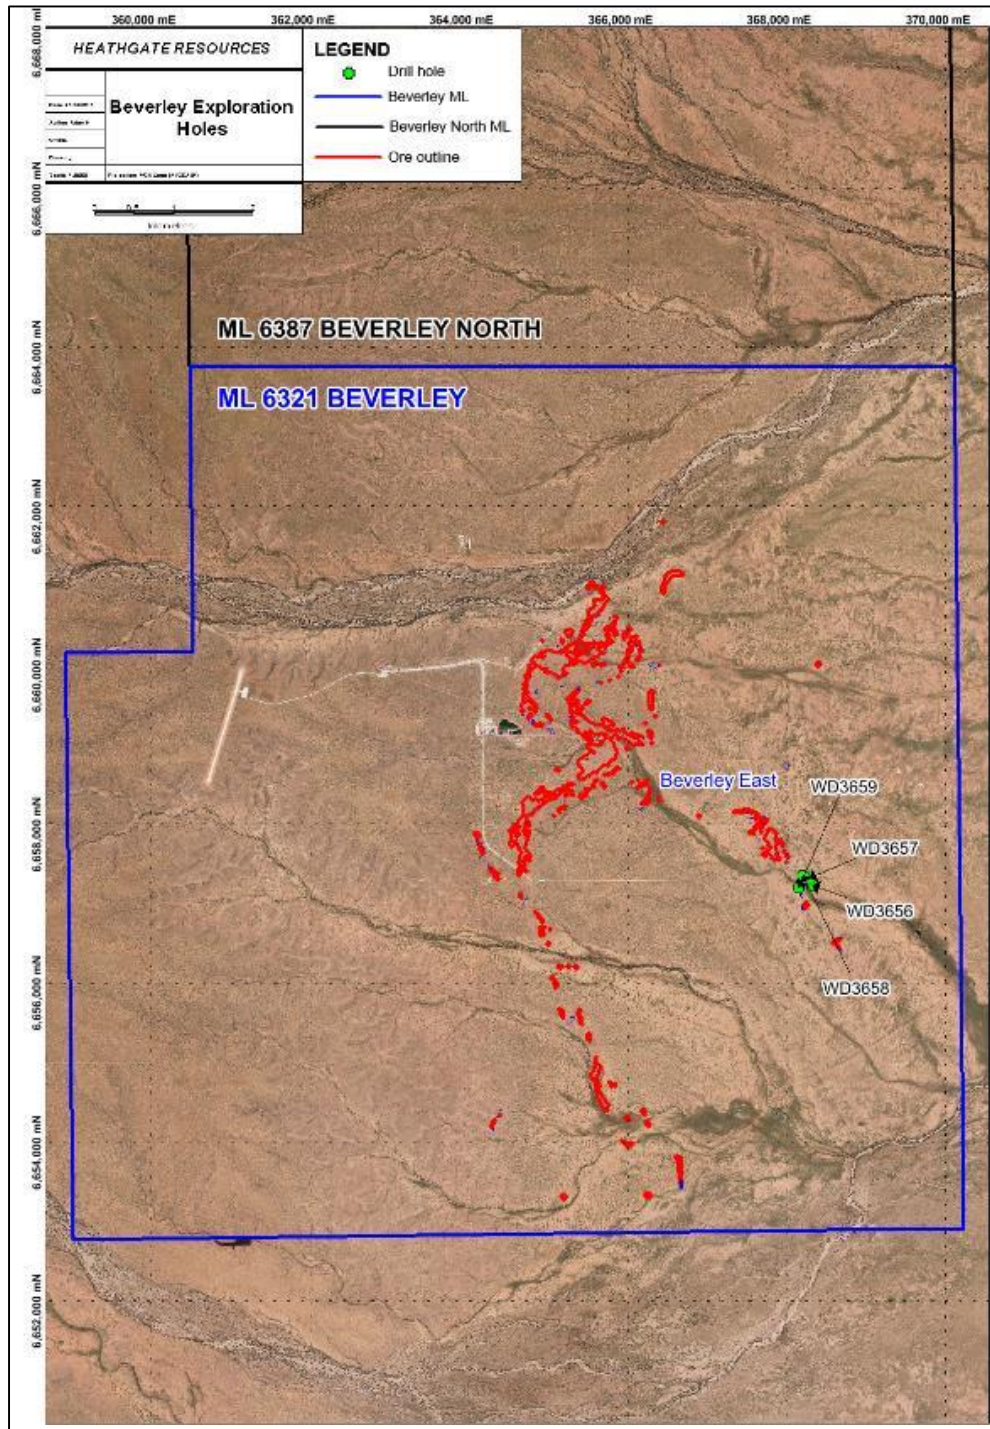 360,000 mE
362,000 mE
364,000 mE
366,000 mE
368,000 mE
370,000 mE
HEATHGATE RESOURCES
Beverley Exploration
Holes
LEGEND
Drill hole
Beverley ML
Beverley North ML
Ore outline
6,668,000 m
6,666,000 mN
6,664,000 mN
6,662,000 mN
6,660,000 mN
6,658,000 mN
6,656,000 mN
6,654,000 mN
6,652,000 mN
ML 6387 BEVERLEY NORTH
ML 6321 BEVERLEY
Beverley East
WD3659
WD3657
WD3656
WD3658